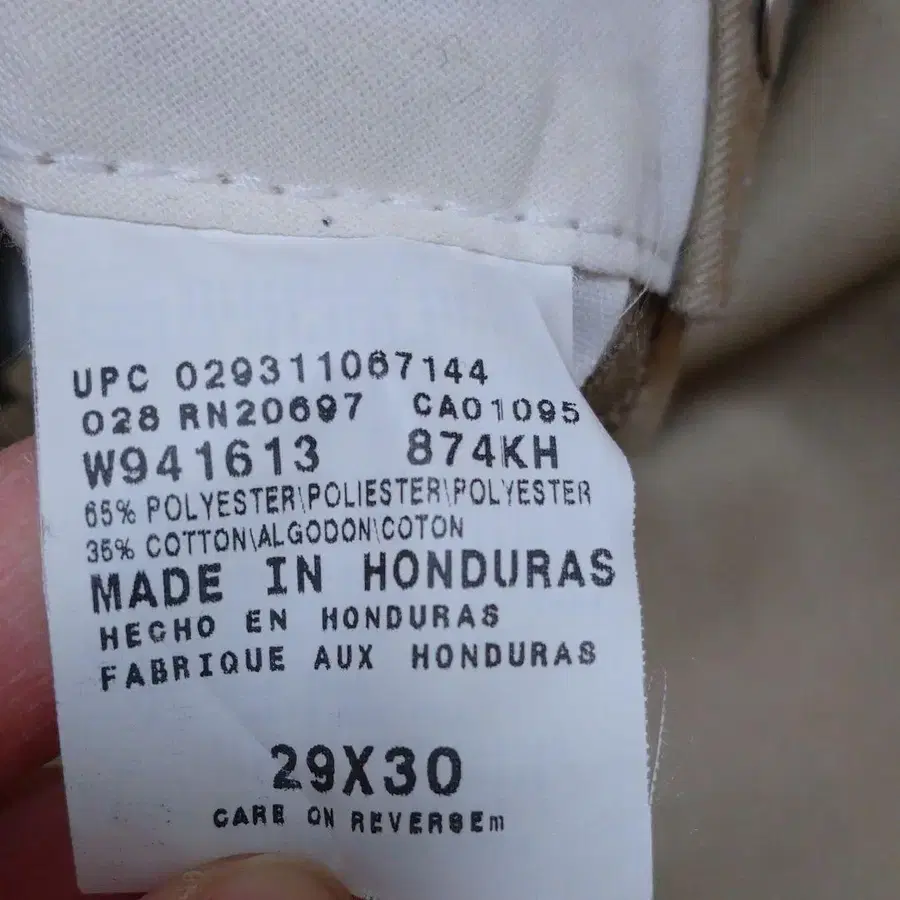 UPC 029311067144
028 RN20697 CA01095
W941613 874KH
65% POLYESTER\POLIESTER\POLYESTER
35% COTTON\ALGODON\COTON
MADE IN HONDURAS
HECHO EN HONDURAS
FABRIQUE AUX HONDURAS
29X30
CARE ON REVERSEm